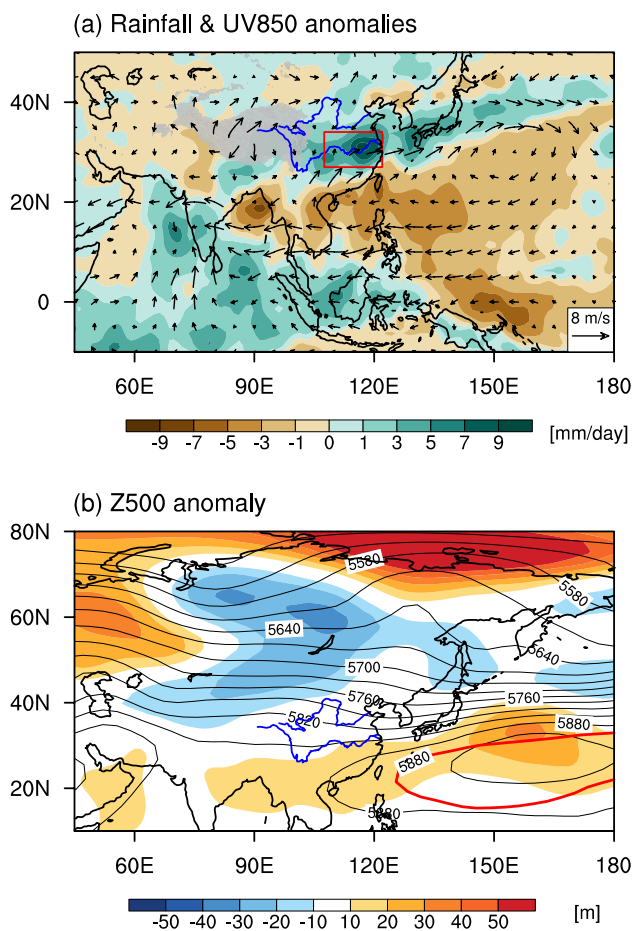 (a) Rainfall & UV850 anomalies
40N
20N
0
8 m/s
60E 90E 120E 150E 180
-9 -7 -5 -3 -1 0 1 3 5 7 9 [mm/day]
(b) Z500 anomaly
80N
60N
40N
20N
5580
5580
5640
5640
5700
5760
5760
5820
5880
5880
5880
60E 90E 120E 150E 180
-50 -40 -30 -20 -10 10 20 30 40 50 [m]